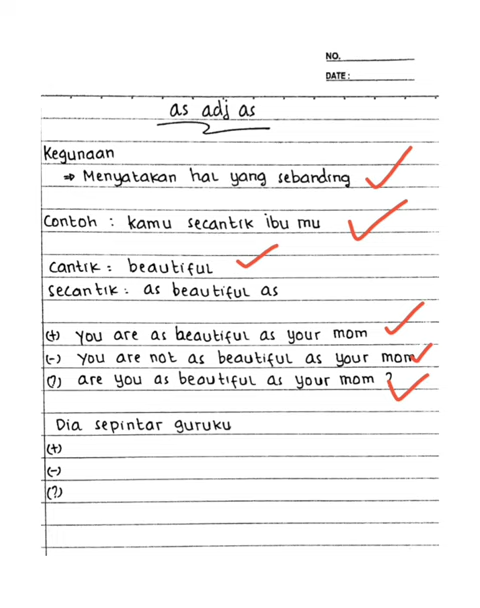 NO.
DATE :
as adj as
Kegunaan
⇒ Menyatakan hal yang sebanding
Contoh : kamu secantik ibu mu
cantik : beautiful
secantik : as beautiful as
(+) you are as beautiful as your mom
(-) you are not as beautiful as your mom
(?) are you as beautiful as your mom ?
Dia sepintar guruku
(+)
(-)
(?)